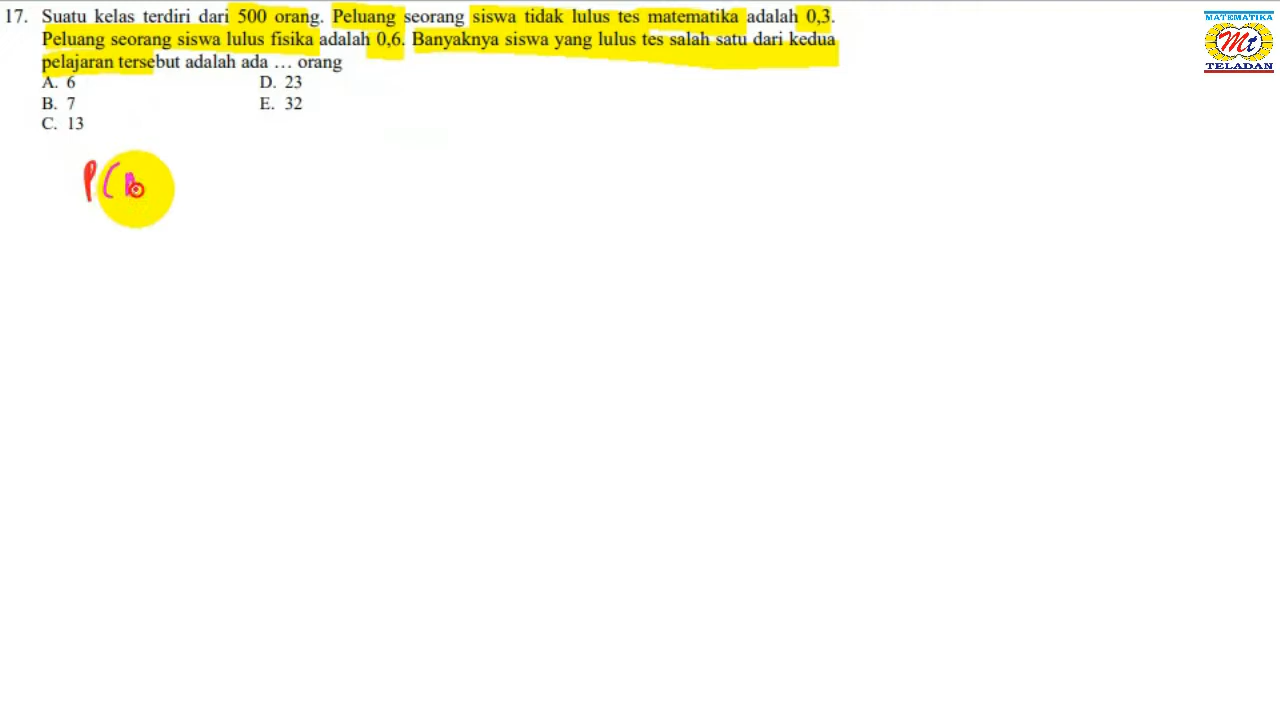 17. Suatu kelas terdiri dari 500 orang. Peluang seorang siswa tidak lulus tes matematika adalah 0,3.
Peluang seorang siswa lulus fisika adalah 0,6. Banyaknya siswa yang lulus tes salah satu dari kedua
pelajaran tersebut adalah ada … orang
A. 6 D. 23
B. 7 E. 32
C. 13
P(
MATEMATIKA
Mt
TELADAN